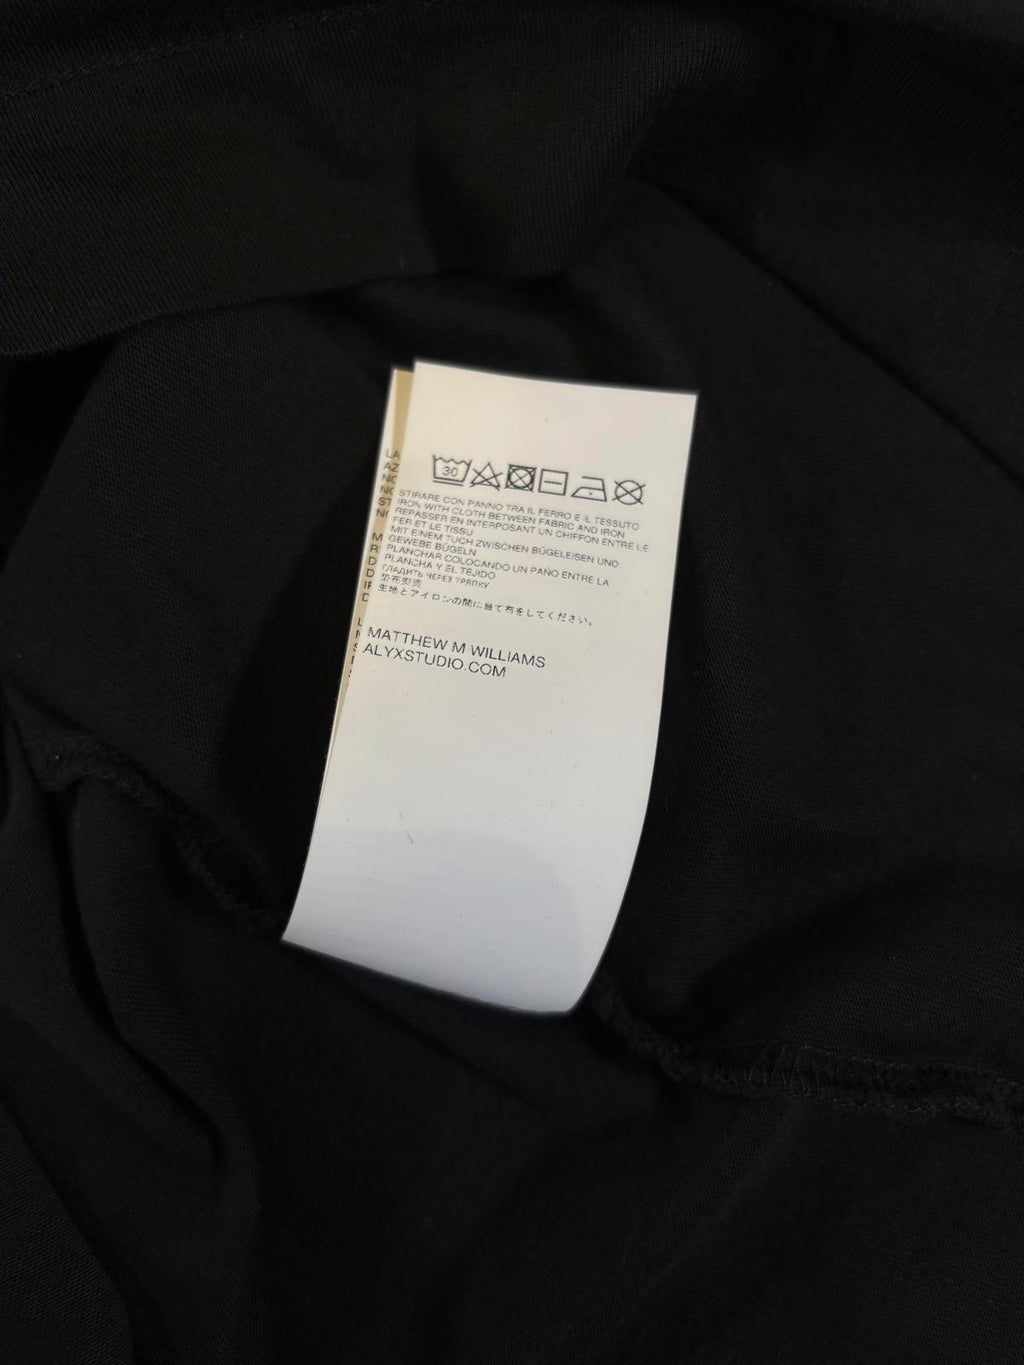 30
STIRARE CON PANNO TRA IL FERRO E IL TESSUTO
IRON WITH CLOTH BETWEEN FABRIC AND IRON
REPASSER EN INTERPOSANT UN CHIFFON ENTRE LE
FER ET LE TISSU
MIT EINEM TUCH ZWISCHEN BÜGELEISEN UND
GEWEBE BÜGELN
PLANCHAR COLOCANDO UN PAÑO ENTRE LA
PLANCHA Y EL TEJIDO
ГЛАДИТЬ ЧЕРЕЗ ТРЯПКУ
垫布熨烫
生地とアイロンの間に当て布をしてください。
MATTHEW M WILLIAMS
ALYXSTUDIO.COM